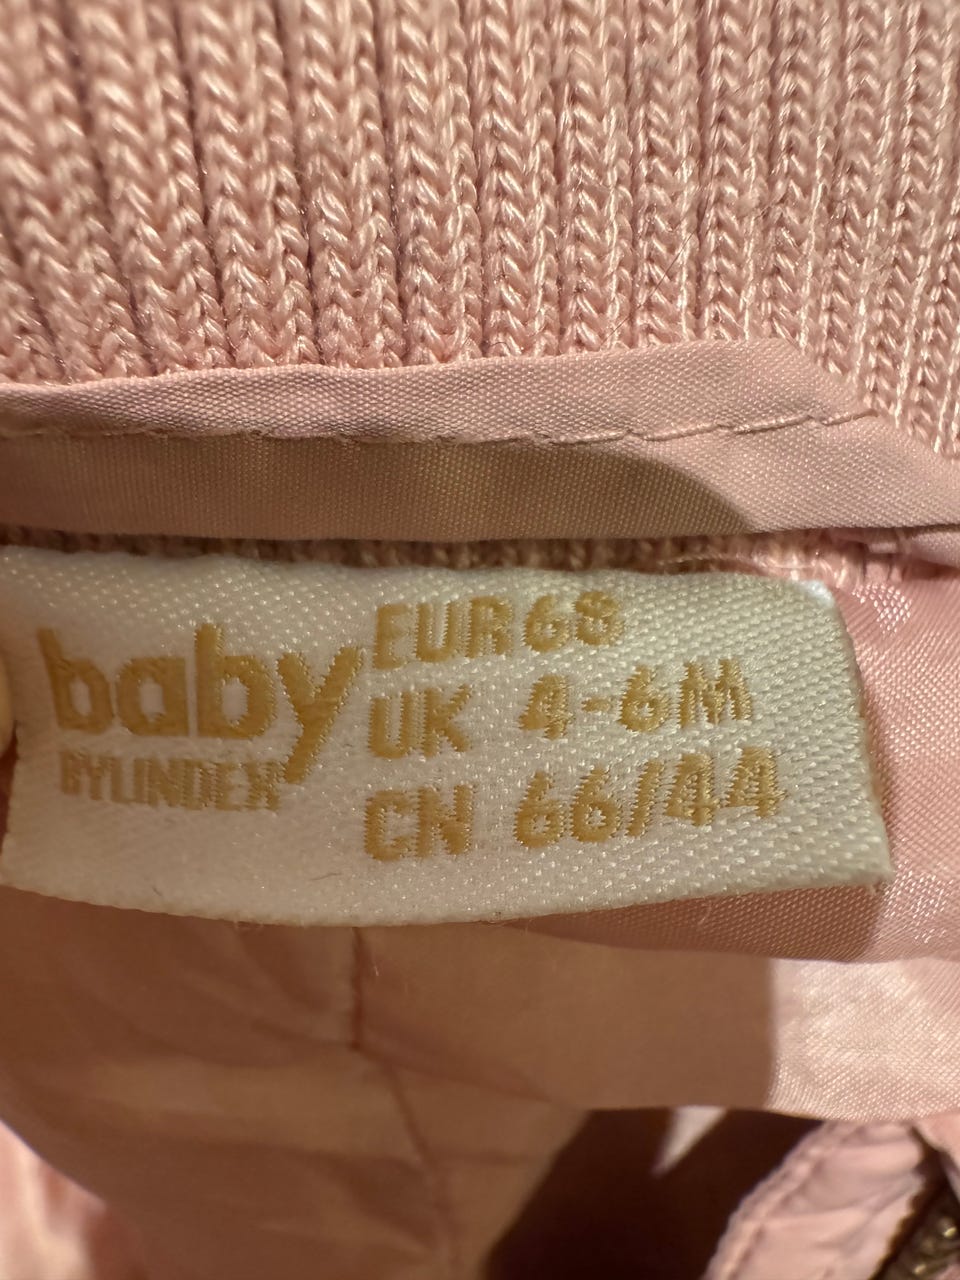 baby
BYLINDEX
EUR68
UK 4-6M
CN 66/44